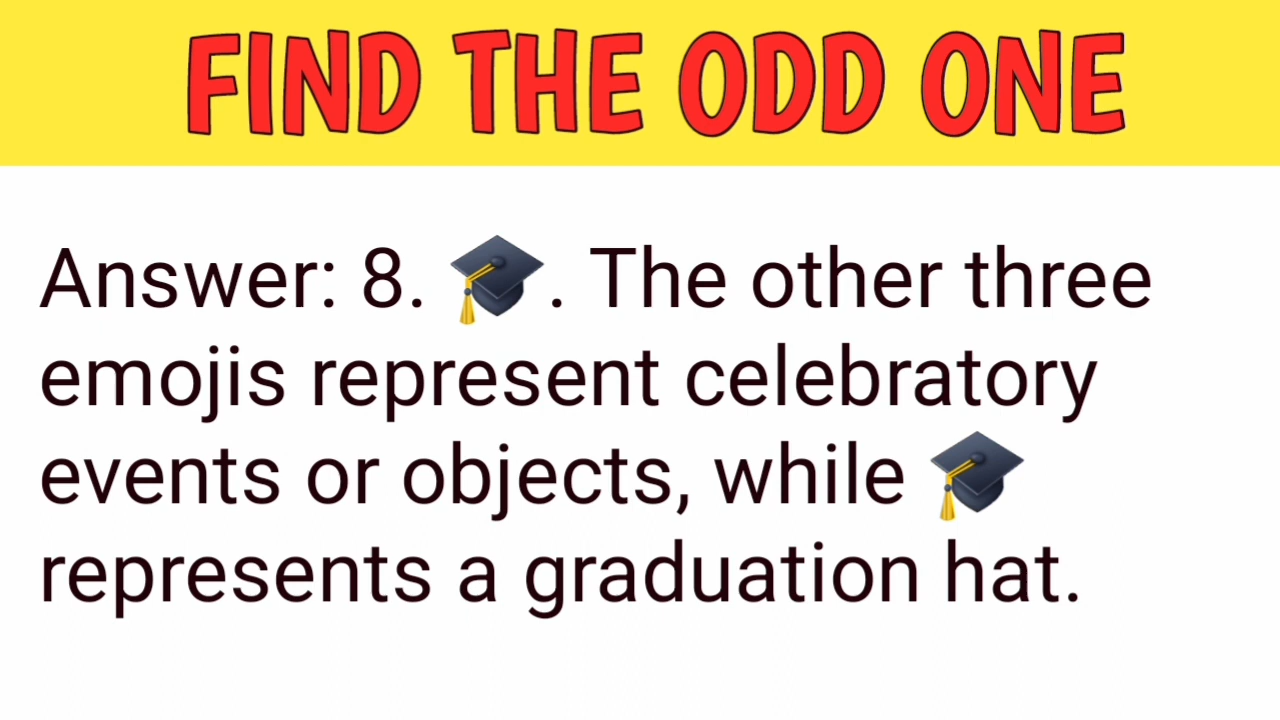 FIND THE ODD ONE
Answer: 8. 🎓. The other three
emojis represent celebratory
events or objects, while 🎓
represents a graduation hat.